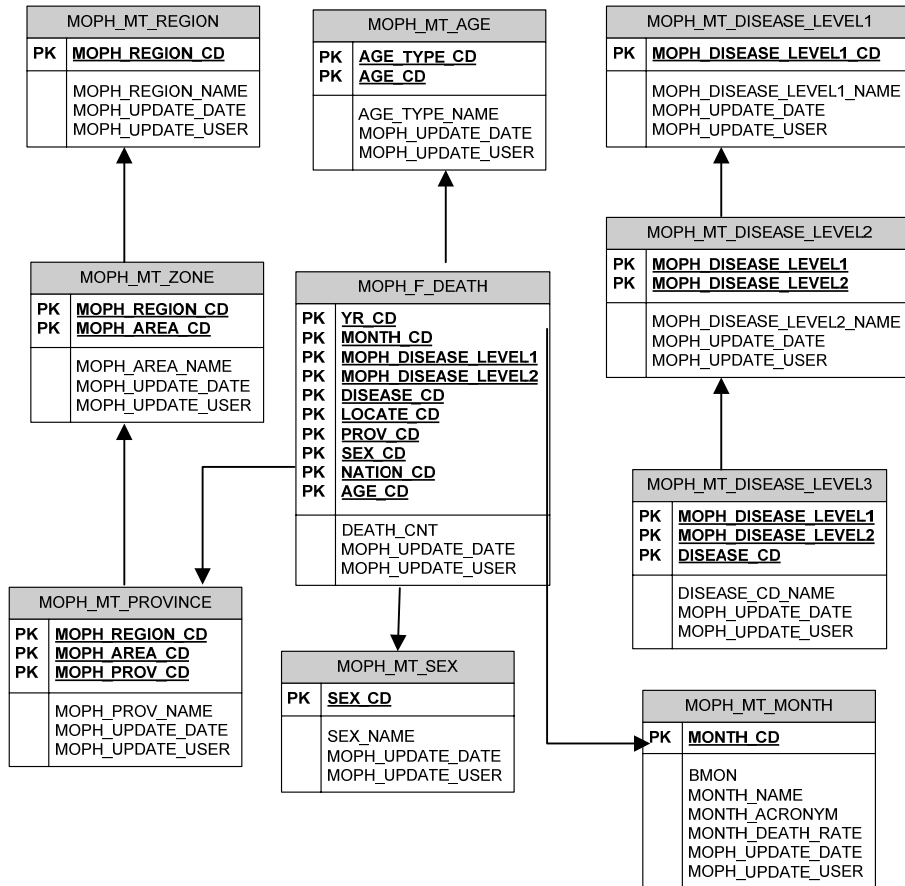 MOPH_MT_REGION
PK MOPH_REGION_CD
MOPH_REGION_NAME
MOPH_UPDATE_DATE
MOPH_UPDATE_USER
MOPH_MT_AGE
PK AGE_TYPE_CD
PK AGE_CD
AGE_TYPE_NAME
MOPH_UPDATE_DATE
MOPH_UPDATE_USER
MOPH_MT_DISEASE_LEVEL1
PK MOPH_DISEASE_LEVEL1_CD
MOPH_DISEASE_LEVEL1_NAME
MOPH_UPDATE_DATE
MOPH_UPDATE_USER
MOPH_MT_ZONE
PK MOPH_REGION_CD
PK MOPH_AREA_CD
MOPH_AREA_NAME
MOPH_UPDATE_DATE
MOPH_UPDATE_USER
MOPH_F_DEATH
PK YR_CD
PK MONTH_CD
PK MOPH_DISEASE_LEVEL1
PK MOPH_DISEASE_LEVEL2
PK DISEASE_CD
PK LOCATE_CD
PK PROV_CD
PK SEX_CD
PK NATION_CD
PK AGE_CD
DEATH_CNT
MOPH_UPDATE_DATE
MOPH_UPDATE_USER
MOPH_MT_DISEASE_LEVEL2
PK MOPH_DISEASE_LEVEL1
PK MOPH_DISEASE_LEVEL2
MOPH_DISEASE_LEVEL2_NAME
MOPH_UPDATE_DATE
MOPH_UPDATE_USER
MOPH_MT_DISEASE_LEVEL3
PK MOPH_DISEASE_LEVEL1
PK MOPH_DISEASE_LEVEL2
PK DISEASE_CD
DISEASE_CD_NAME
MOPH_UPDATE_DATE
MOPH_UPDATE_USER
MOPH_MT_PROVINCE
PK MOPH_REGION_CD
PK MOPH_AREA_CD
PK MOPH_PROV_CD
MOPH_PROV_NAME
MOPH_UPDATE_DATE
MOPH_UPDATE_USER
MOPH_MT_SEX
PK SEX_CD
SEX_NAME
MOPH_UPDATE_DATE
MOPH_UPDATE_USER
MOPH_MT_MONTH
PK MONTH_CD
BMON
MONTH_NAME
MONTH_ACRONYM
MONTH_DEATH_RATE
MOPH_UPDATE_DATE
MOPH_UPDATE_USER